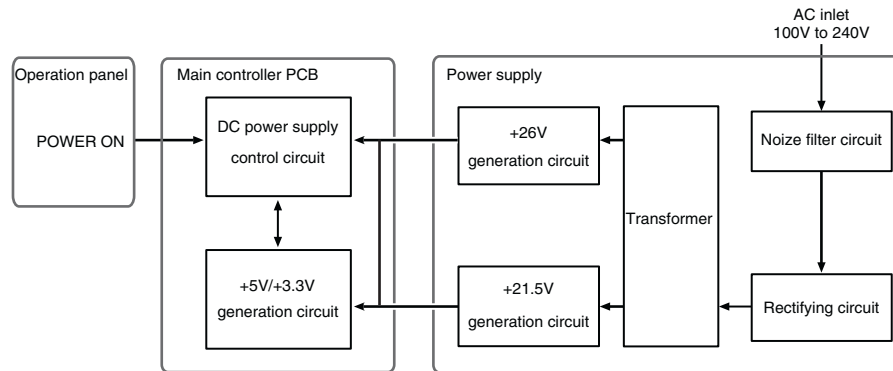 AC inlet
100V to 240V
Operation panel
POWER ON
Main controller PCB
DC power supply
control circuit
+5V/+3.3V
generation circuit
Power supply
+26V
generation circuit
+21.5V
generation circuit
Transformer
Noize filter circuit
Rectifying circuit